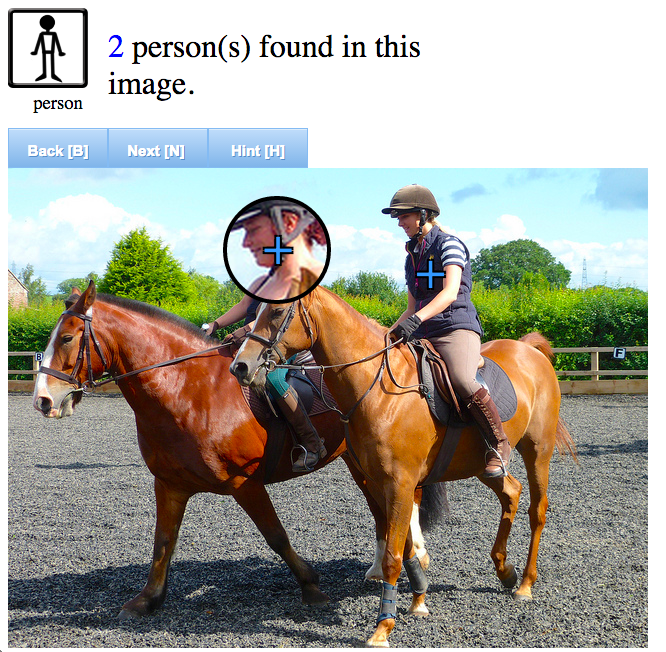 2 person(s) found in this
image.
person
Back [B]
Next [N]
Hint [H]
B
F